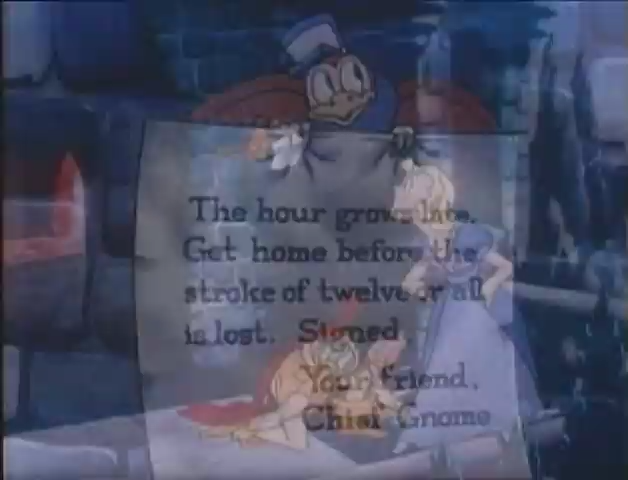 The hour grows late.
Get home before the
stroke of twelve or all
is lost. Signed,
Your friend,
Chief Gnome